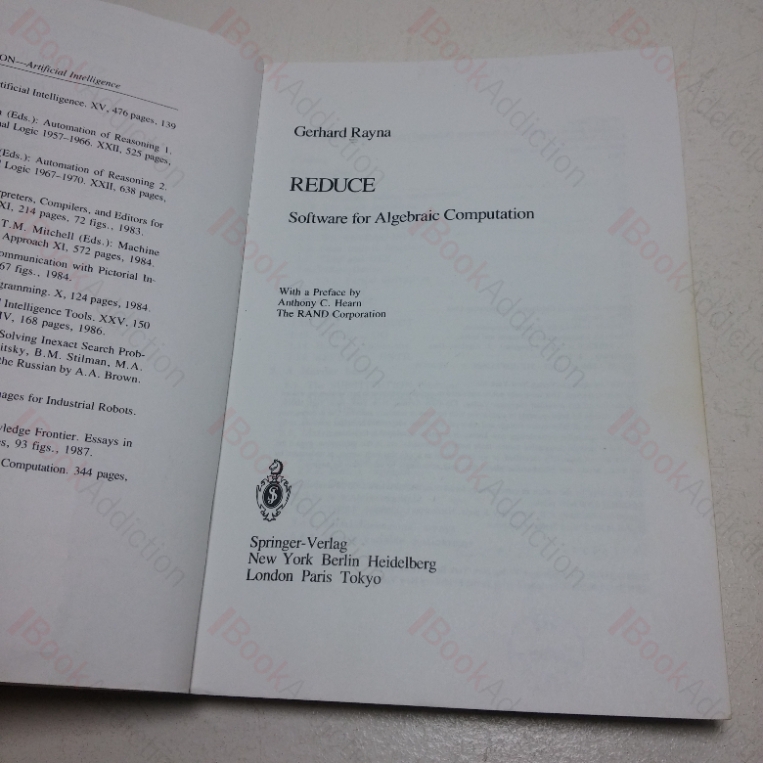 ON—Artificial Intelligence
tificial Intelligence. XV, 476 pages, 139
(Eds.): Automation of Reasoning 1.
al Logic 1957–1966. XXII, 525 pages,
Eds.): Automation of Reasoning 2.
Logic 1967–1970. XXII, 638 pages,
rpreters, Compilers, and Editors for
XI, 214 pages, 72 figs., 1983.
T.M. Mitchell (Eds.): Machine
Approach XI, 572 pages, 1984.
ommunication with Pictorial In-
67 figs., 1984.
gramming. X, 124 pages, 1984.
Intelligence Tools. XXV, 150
IV, 168 pages, 1986.
Solving Inexact Search Prob-
itsky, B.M. Stilman, M.A.
the Russian by A.A. Brown.
uages for Industrial Robots.
ledge Frontier. Essays in
s, 93 figs., 1987.
Computation. 344 pages,
Gerhard Rayna
REDUCE
Software for Algebraic Computation
With a Preface by
Anthony C. Hearn
The RAND Corporation
Springer-Verlag
New York Berlin Heidelberg
London Paris Tokyo
BookAddiction